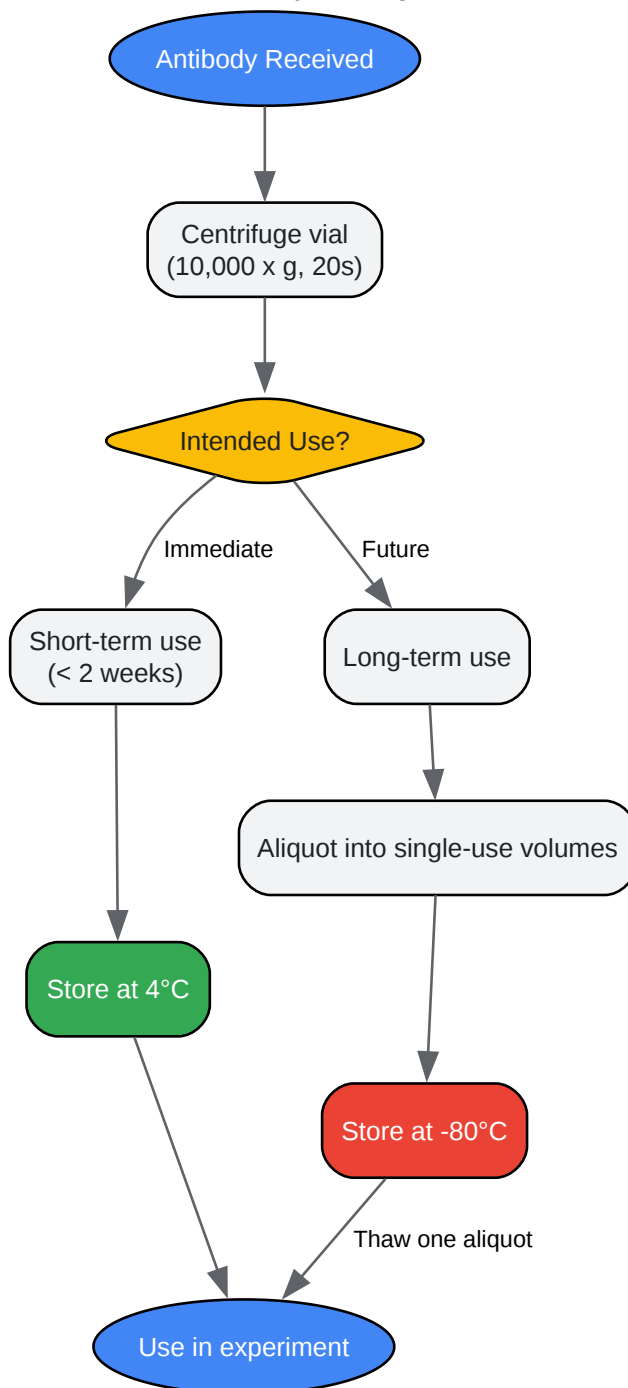 Antibody Received
Centrifuge vial
(10,000 x g, 20s)
Intended Use?
Immediate
Future
Short-term use
(< 2 weeks)
Long-term use
Aliquot into single-use volumes
Store at 4°C
Store at -80°C
Thaw one aliquot
Use in experiment